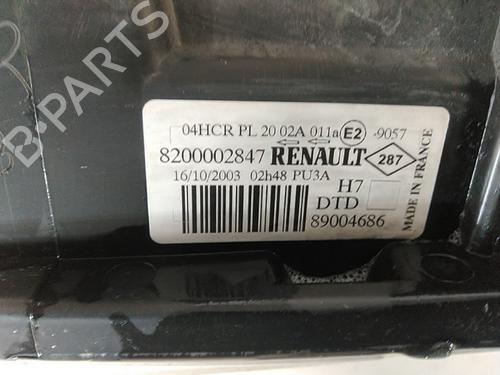 04HCR PL 20 02A 011a E2 -9057
8200002847 RENAULT 287
16/10/2003 02h48 PU3A
H7
DTD
89004686
MADE IN FRANCE